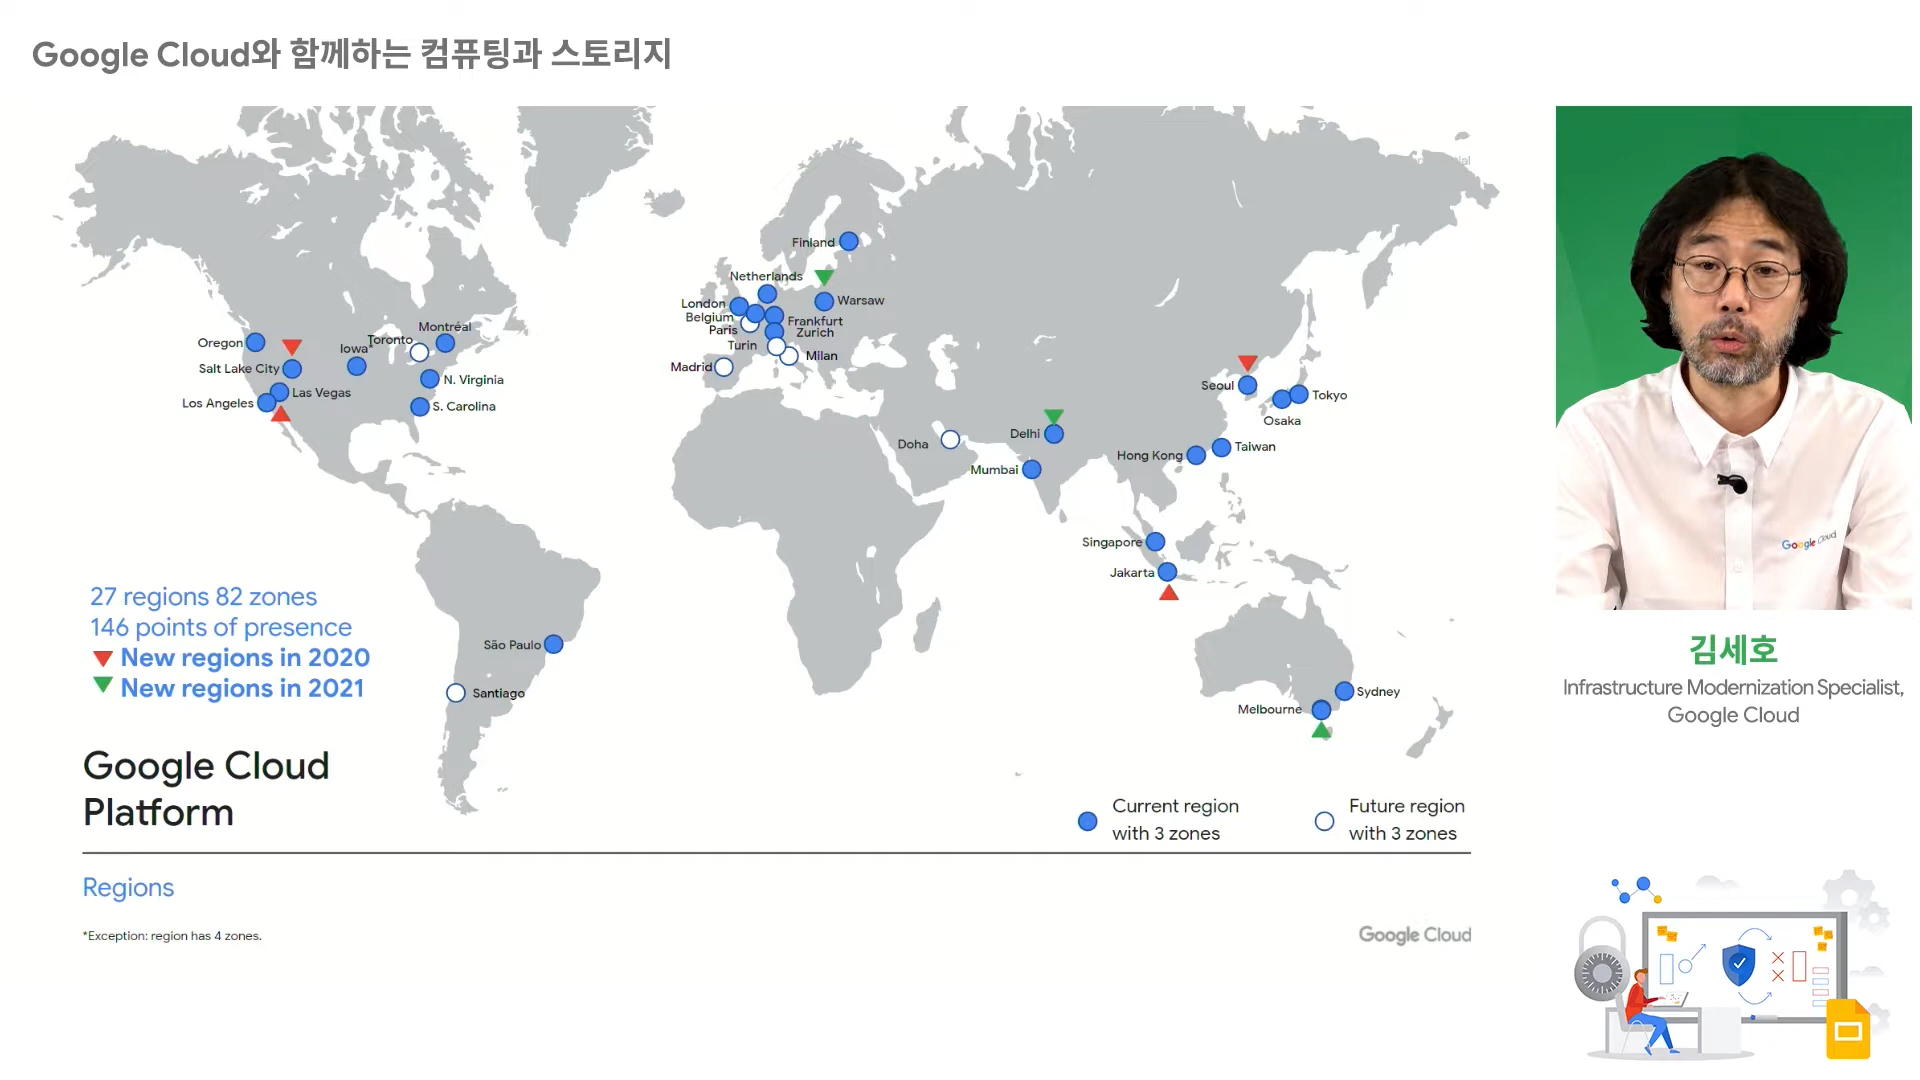 Google Cloud와 함께하는 컴퓨팅과 스토리지
Finland
Netherlands
London
Warsaw
Belgium
Frankfurt
Paris
Zurich
Turin
Milan
Madrid
Montréal
Toronto
Iowa*
Oregon
Salt Lake City
Las Vegas
Los Angeles
N. Virginia
S. Carolina
Seoul
Tokyo
Osaka
Doha
Delhi
Mumbai
Hong Kong
Taiwan
Singapore
Jakarta
São Paulo
Santiago
Sydney
Melbourne
27 regions 82 zones
146 points of presence
New regions in 2020
New regions in 2021
Google Cloud
Platform
Current region
with 3 zones
Future region
with 3 zones
Regions
*Exception: region has 4 zones.
Google Cloud
Google Cloud
김세호
Infrastructure Modernization Specialist,
Google Cloud